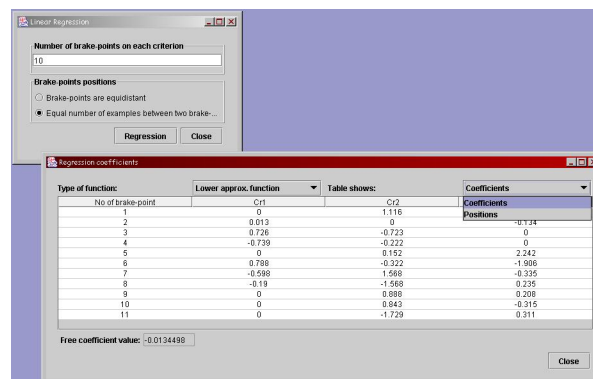 Linear Regression
Number of brake-points on each criterion
10
Brake-points positions
Brake-points are equidistant
Equal number of examples between two brake-...
Regression Close
Regression coefficients
Type of function: Lower approx. function Table shows: Coefficients
No of brake-point Cr1 Cr2 Coefficients
Positions
1 0 1.116
2 0.013 0 -0.134
3 0.726 -0.723 0
4 -0.739 -0.222 0
5 0 0.152 2.242
6 0.788 -0.322 -1.906
7 -0.598 1.568 -0.335
8 -0.19 -1.568 0.235
9 0 0.888 0.208
10 0 0.843 -0.315
11 0 -1.729 0.311
Free coefficient value: -0.0134498
Close